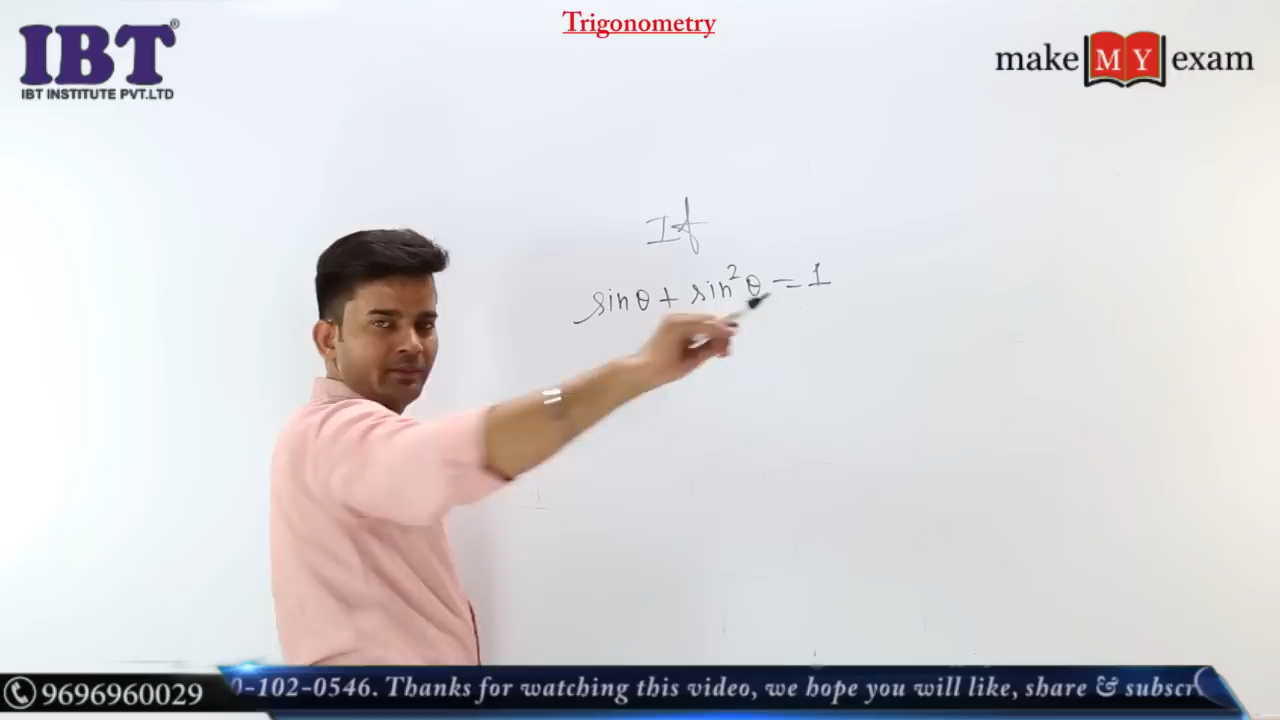 Trigonometry
IBT®
IBT INSTITUTE PVT.LTD
make MY exam
If
sinθ + sin²θ = 1
9696960029
0-102-0546. Thanks for watching this video, we hope you will like, share & subscr